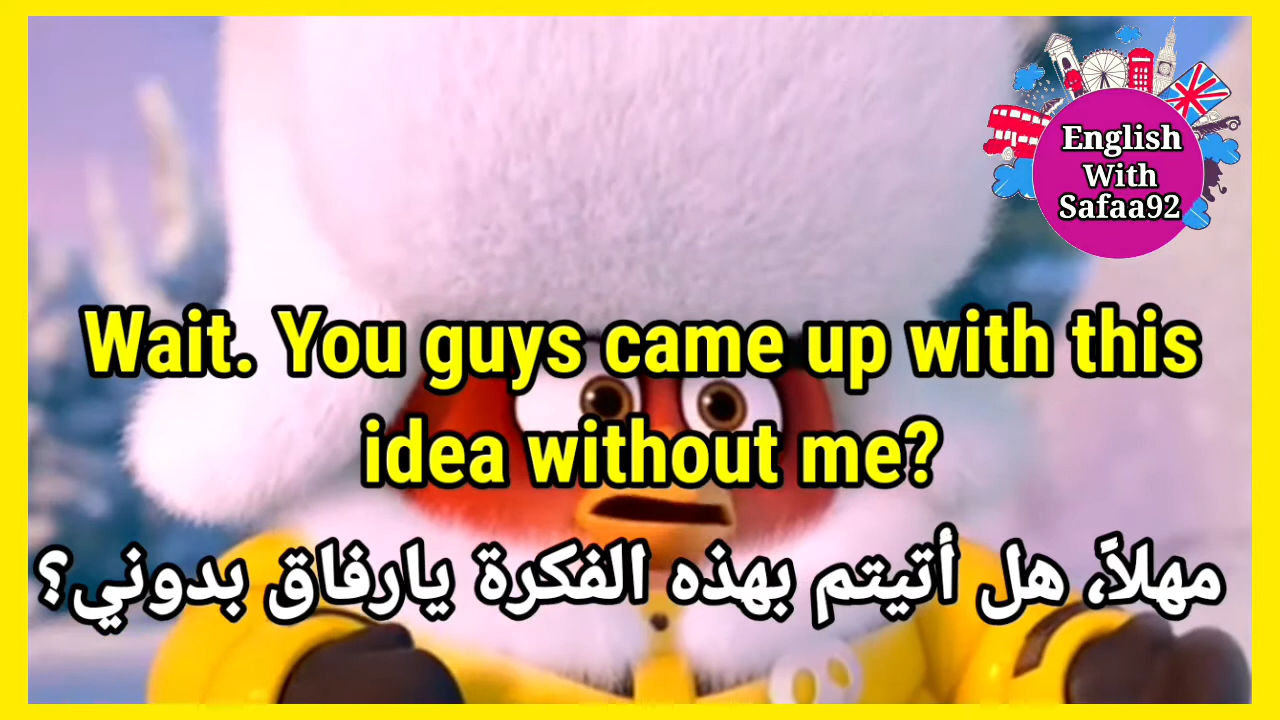 English
With
Safaa92
Wait. You guys came up with this
idea without me?
مهلاً، هل أتيتم بهذه الفكرة يارفاق بدوني؟